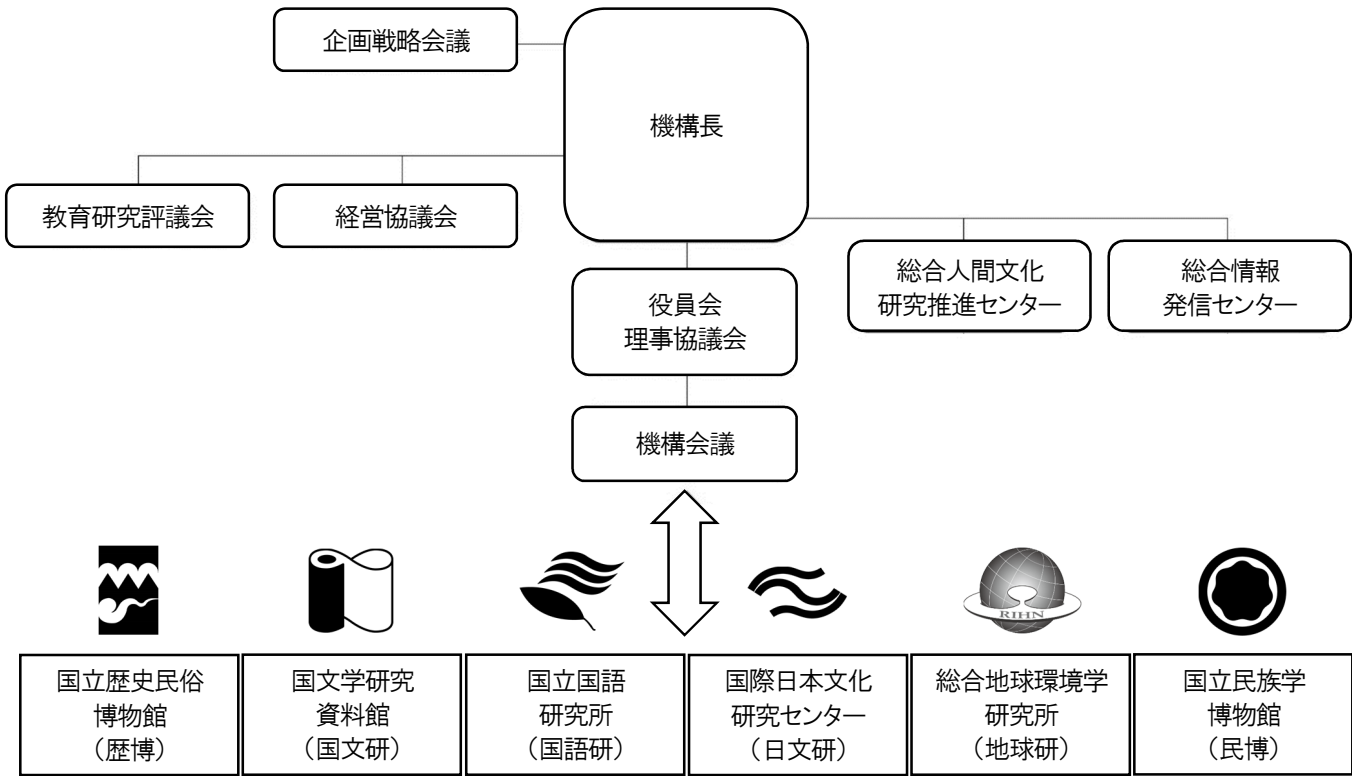 企画戦略会議
機構長
教育研究評議会
経営協議会
総合人間文化
研究推進センター
総合情報
発信センター
役員会
理事協議会
機構会議
RIHN
国立歴史民俗
博物館
（歴博）
国文学研究
資料館
（国文研）
国立国語
研究所
（国語研）
国際日本文化
研究センター
（日文研）
総合地球環境学
研究所
（地球研）
国立民族学
博物館
（民博）